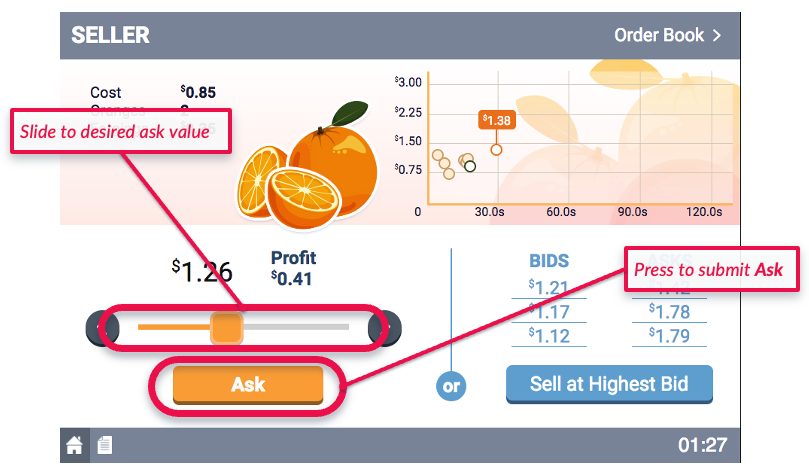 SELLER
Order Book >
Cost $0.85
Oranges 2
Slide to desired ask value
$3.00
$2.25
$1.50
$0.75
0
30.0s
60.0s
90.0s
120.0s
$1.38
$1.26
Profit
$0.41
BIDS
ASKS
$1.21
$1.17
$1.78
$1.12
$1.79
Press to submit Ask
Ask
or
Sell at Highest Bid
01:27